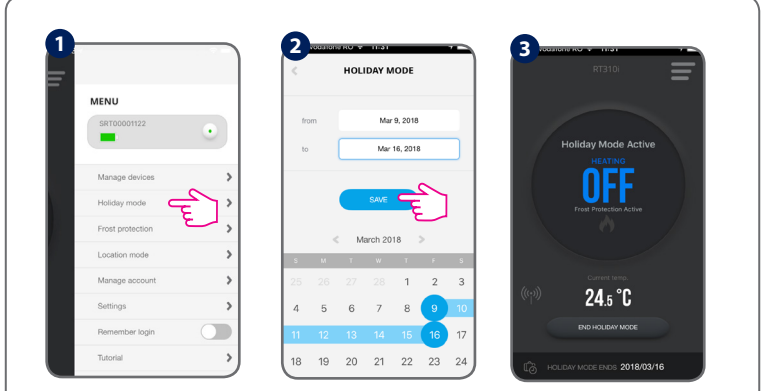 1
MENU
SRT00001122
Manage devices
Holiday mode
Frost protection
Location mode
Manage account
Settings
Remember login
Tutorial
2
vodafone RO 11:31
HOLIDAY MODE
from Mar 9, 2018
to Mar 16, 2018
SAVE
March 2018
S M T W T F S
25 26 27 28 1 2 3
4 5 6 7 8 9 10
11 12 13 14 15 16 17
18 19 20 21 22 23 24
3
vodafone RO 11:31
RT310i
Holiday Mode Active
HEATING
OFF
Frost Protection Active
Current temp.
24.5 °C
END HOLIDAY MODE
HOLIDAY MODE ENDS 2018/03/16